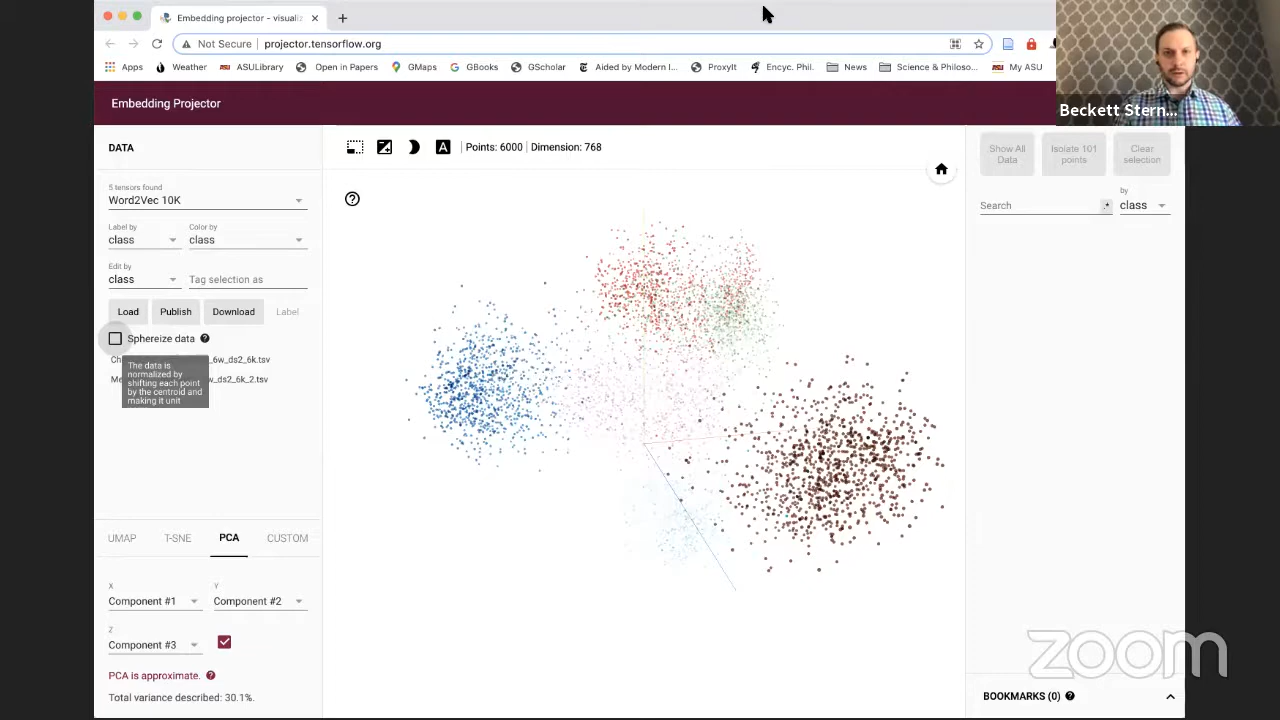 Embedding projector - visualiz
Not Secure
projector.tensorflow.org
Apps
Weather
ASULibrary
Open in Papers
GMaps
GBooks
GScholar
Aided by Modern I...
ProxyIt
Encyc. Phil.
News
Science & Philoso...
My ASU
Beckett Stern...
Embedding Projector
DATA
Points: 6000
Dimension: 768
Show All
Data
Isolate 101
points
Clear
selection
5 tensors found
Word2Vec 10K
by
Search
.*
class
Label by
Color by
class
class
Edit by
class
Tag selection as
Load
Publish
Download
Label
Sphereize data
_6w_ds2_6k.tsv
w_ds2_6k_2.tsv
The data is
normalized by
shifting each point
by the centroid and
making it unit
UMAP
T-SNE
PCA
CUSTOM
X
Y
Component #1
Component #2
Z
Component #3
PCA is approximate.
Total variance described: 30.1%.
zoom
BOOKMARKS (0)